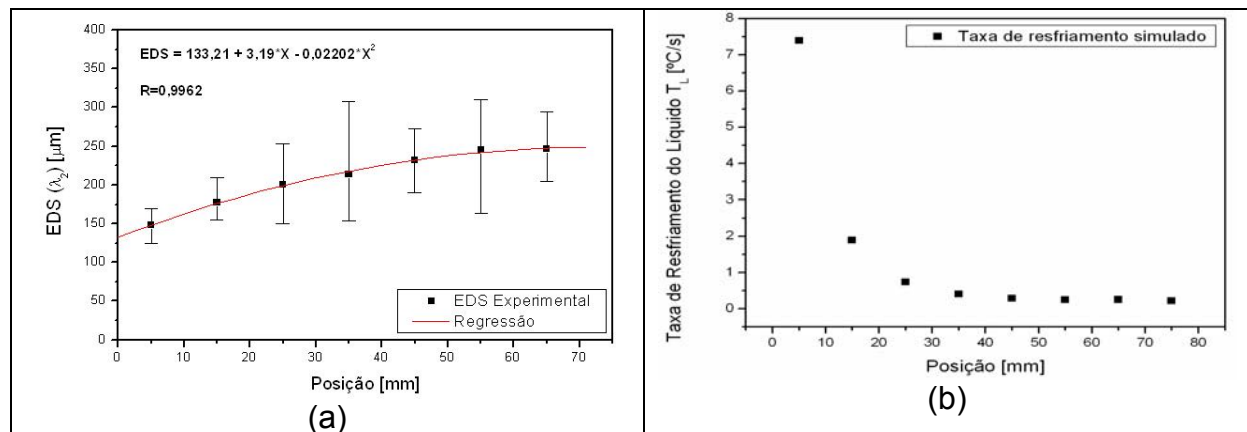 400
350
300
250
200
150
100
50
0
EDS (λ₂) [μm]
EDS = 133,21 + 3,19*X - 0,02202*X²
R=0,9962
EDS Experimental
Regressão
0 10 20 30 40 50 60 70
Posição [mm]
(a)
8
7
6
5
4
3
2
1
0
Taxa de Resfriamento do Líquido T_L [ºC/s]
Taxa de resfriamento simulado
0 10 20 30 40 50 60 70 80
Posição [mm]
(b)